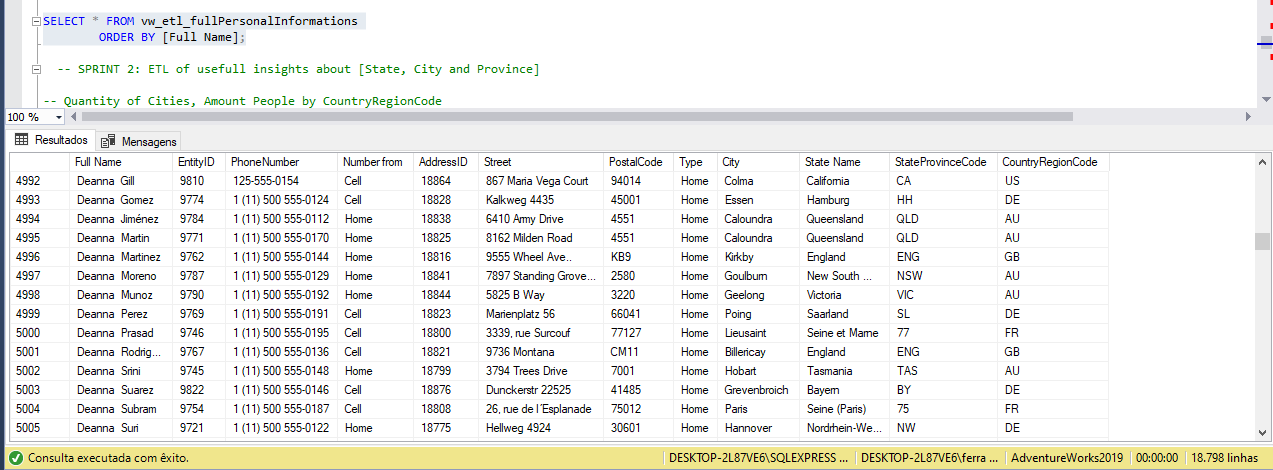 SELECT * FROM vw_etl_fullPersonalInformations
ORDER BY [Full Name];
-- SPRINT 2: ETL of usefull insights about [State, City and Province]
-- Quantity of Cities, Amount People by CountryRegionCode
100 %
Resultados Mensagens
Full Name EntityID PhoneNumber Number from AddressID Street PostalCode Type City State Name StateProvinceCode CountryRegionCode
4992 Deanna Gill 9810 125-555-0154 Cell 18864 867 Maria Vega Court 94014 Home Colma California CA US
4993 Deanna Gomez 9774 1 (11) 500 555-0124 Cell 18828 Kalkweg 4435 45001 Home Essen Hamburg HH DE
4994 Deanna Jiménez 9784 1 (11) 500 555-0112 Home 18838 6410 Army Drive 4551 Home Caloundra Queensland QLD AU
4995 Deanna Martin 9771 1 (11) 500 555-0170 Home 18825 8162 Milden Road 4551 Home Caloundra Queensland QLD AU
4996 Deanna Martinez 9762 1 (11) 500 555-0144 Home 18816 9555 Wheel Ave.. KB9 Home Kirkby England ENG GB
4997 Deanna Moreno 9787 1 (11) 500 555-0129 Home 18841 7897 Standing Grove... 2580 Home Goulburn New South ... NSW AU
4998 Deanna Munoz 9790 1 (11) 500 555-0192 Home 18844 5825 B Way 3220 Home Geelong Victoria VIC AU
4999 Deanna Perez 9769 1 (11) 500 555-0191 Cell 18823 Marienplatz 56 66041 Home Poing Saarland SL DE
5000 Deanna Prasad 9746 1 (11) 500 555-0195 Cell 18800 3339, rue Surcouf 77127 Home Lieusaint Seine et Marne 77 FR
5001 Deanna Rodrig... 9767 1 (11) 500 555-0136 Cell 18821 9736 Montana CM11 Home Billericay England ENG GB
5002 Deanna Srini 9745 1 (11) 500 555-0148 Home 18799 3794 Trees Drive 7001 Home Hobart Tasmania TAS AU
5003 Deanna Suarez 9822 1 (11) 500 555-0146 Cell 18876 Dunckerstr 22525 41485 Home Grevenbroich Bayern BY DE
5004 Deanna Subram 9754 1 (11) 500 555-0187 Cell 18808 26, rue de l´Esplanade 75012 Home Paris Seine (Paris) 75 FR
5005 Deanna Suri 9721 1 (11) 500 555-0122 Home 18775 Hellweg 4924 30601 Home Hannover Nordrhein-We... NW DE
Consulta executada com êxito. DESKTOP-2L87VE6\SQLEXPRESS ... DESKTOP-2L87VE6\ferra ... AdventureWorks2019 00:00:00 18.798 linhas